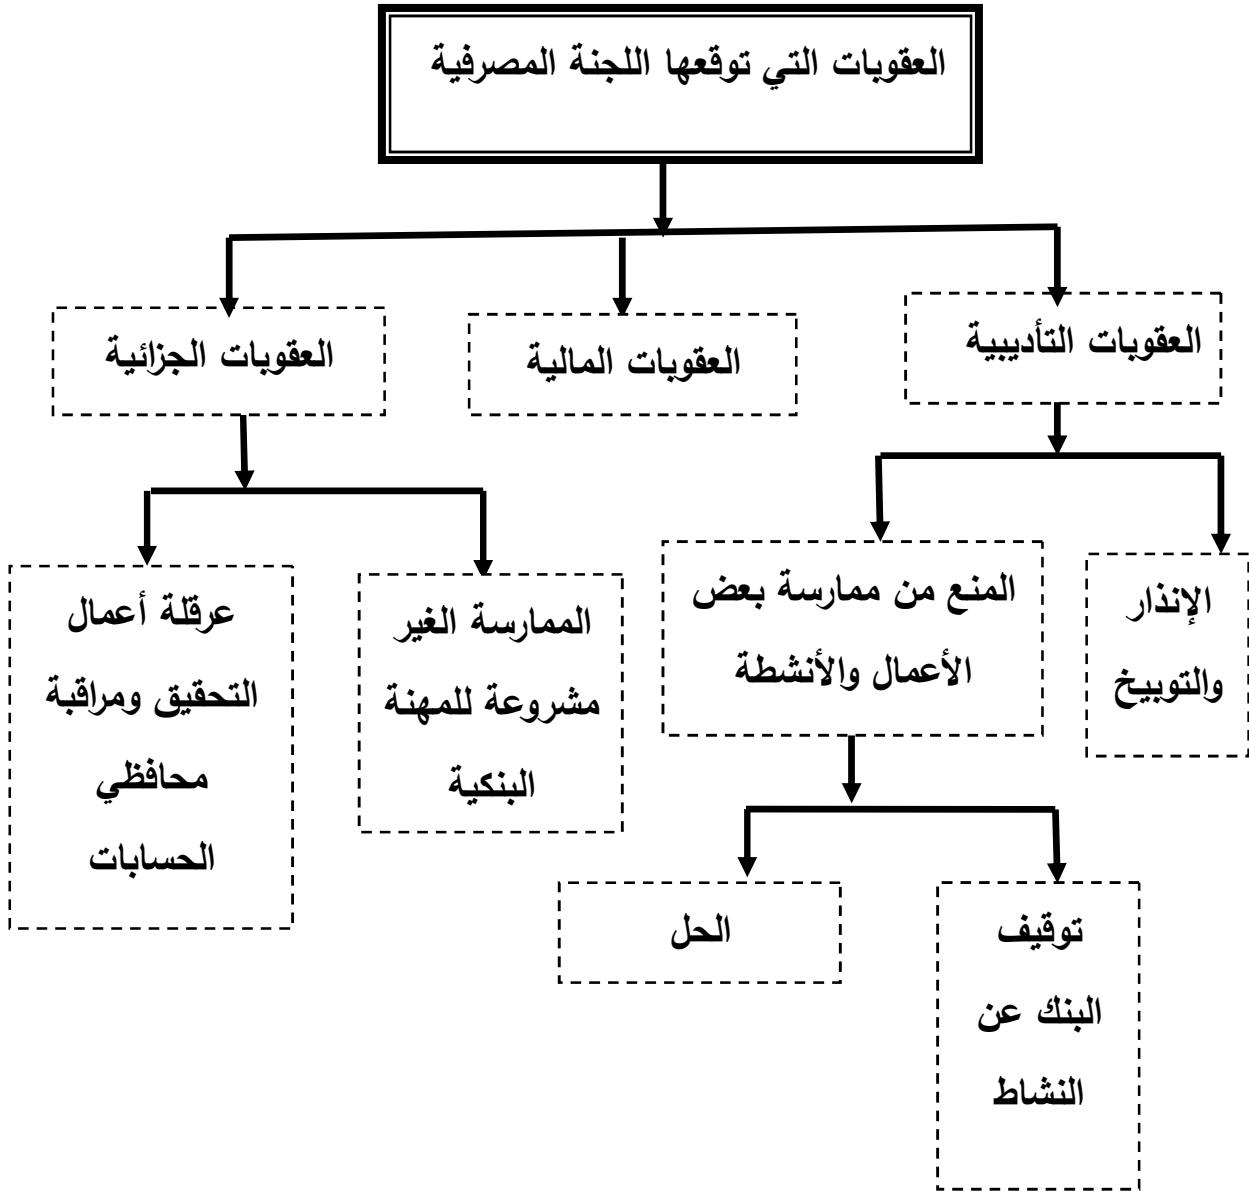 العقوبات التي توقعها اللجنة المصرفية
العقوبات التأديبية
العقوبات المالية
العقوبات الجزائية
الإنذار
والتوبيخ
المنع من ممارسة بعض
الأعمال والأنشطة
الممارسة الغير
مشروعة للمهنة
البنكية
عرقلة أعمال
التحقيق ومراقبة
محافظي
الحسابات
توقيف
البنك عن
النشاط
الحل